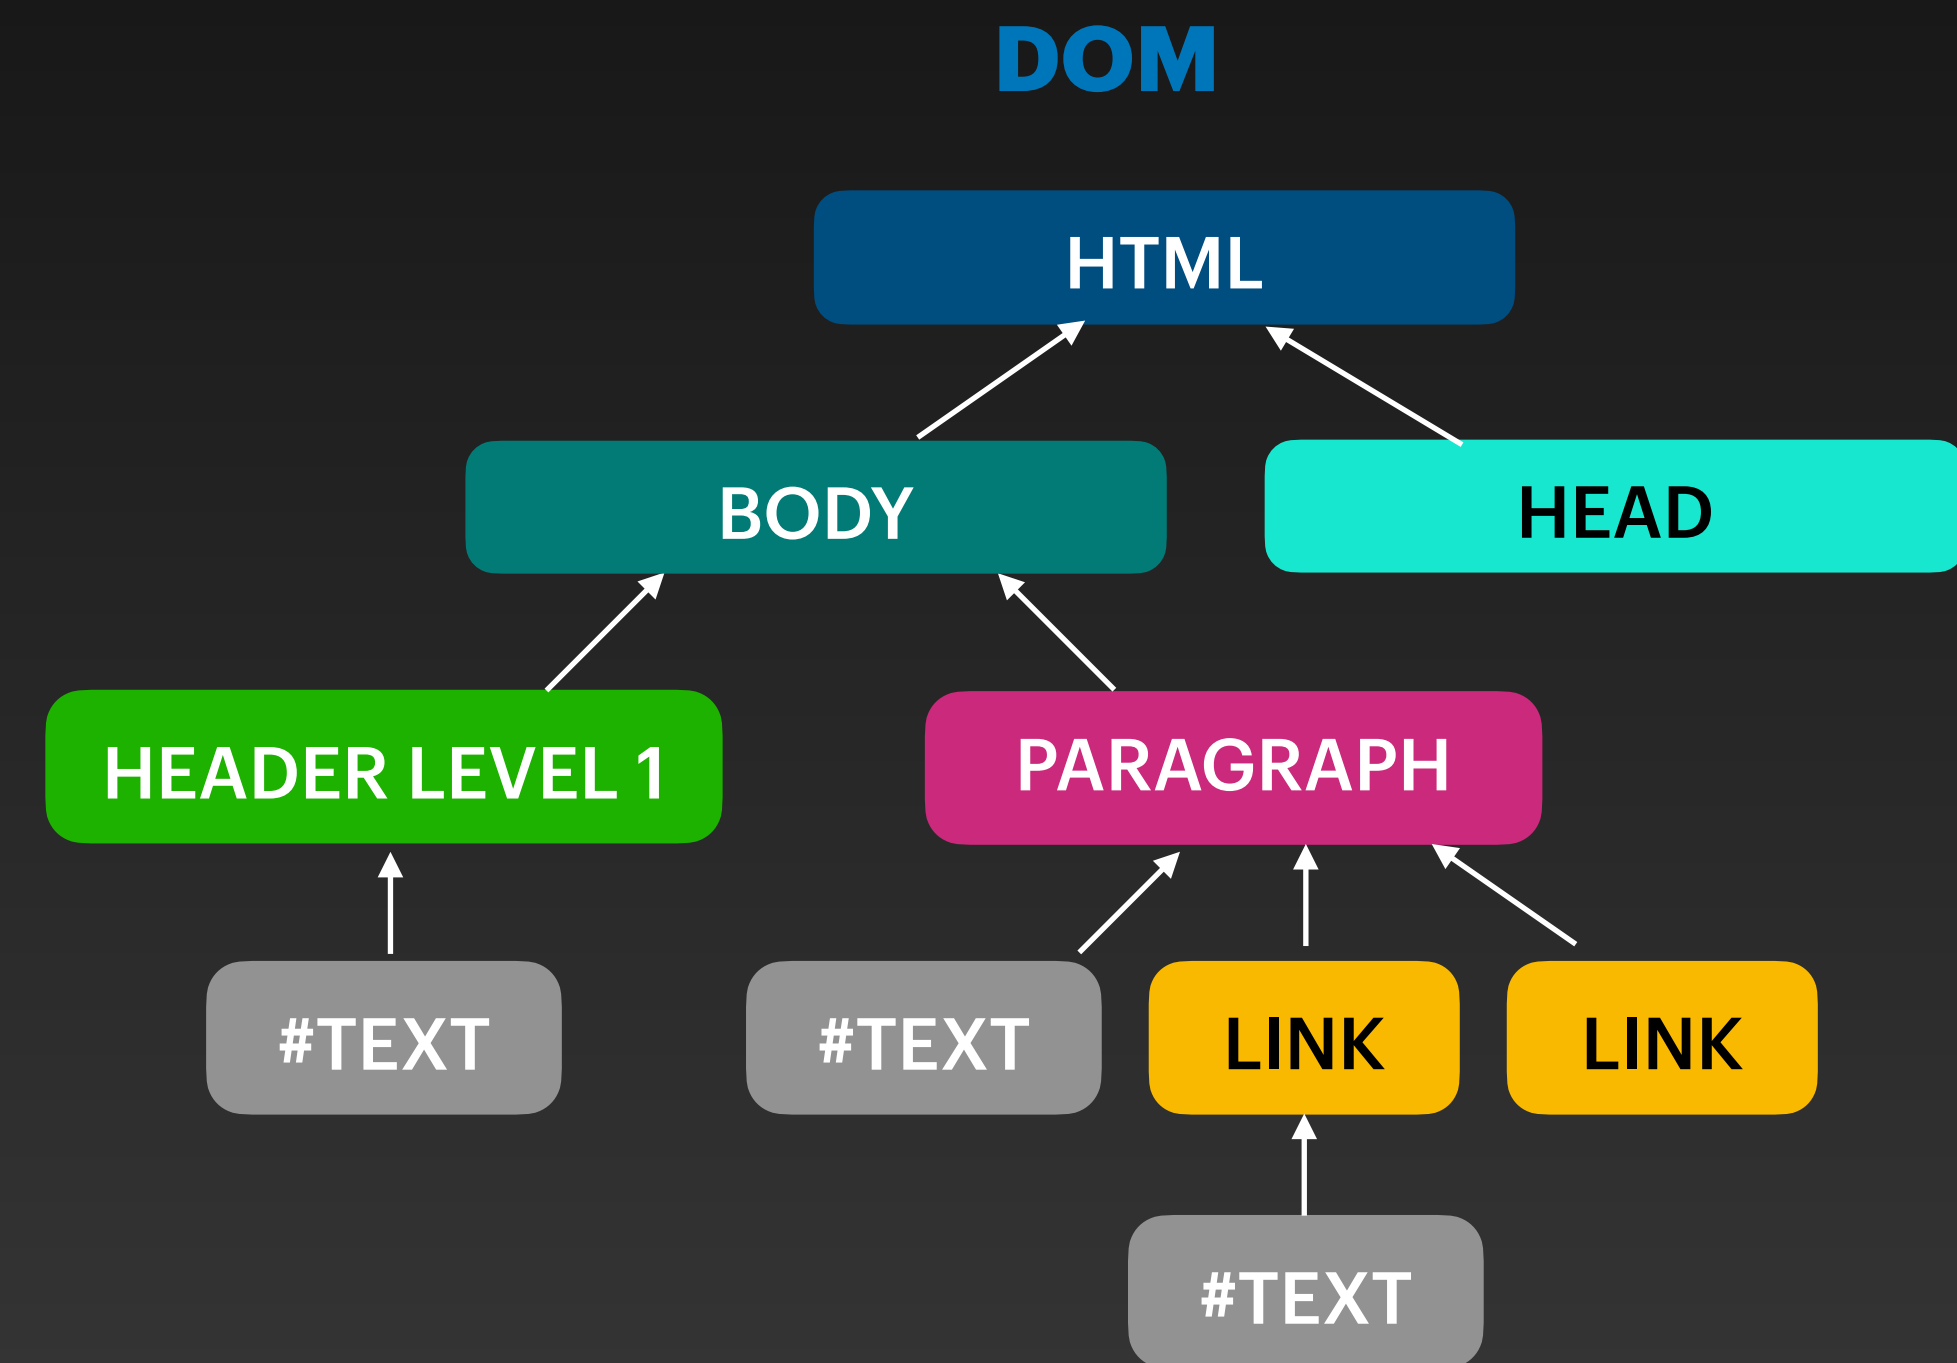 DOM
HTML
BODY
HEAD
HEADER LEVEL 1
PARAGRAPH
#TEXT
#TEXT
LINK
LINK
#TEXT